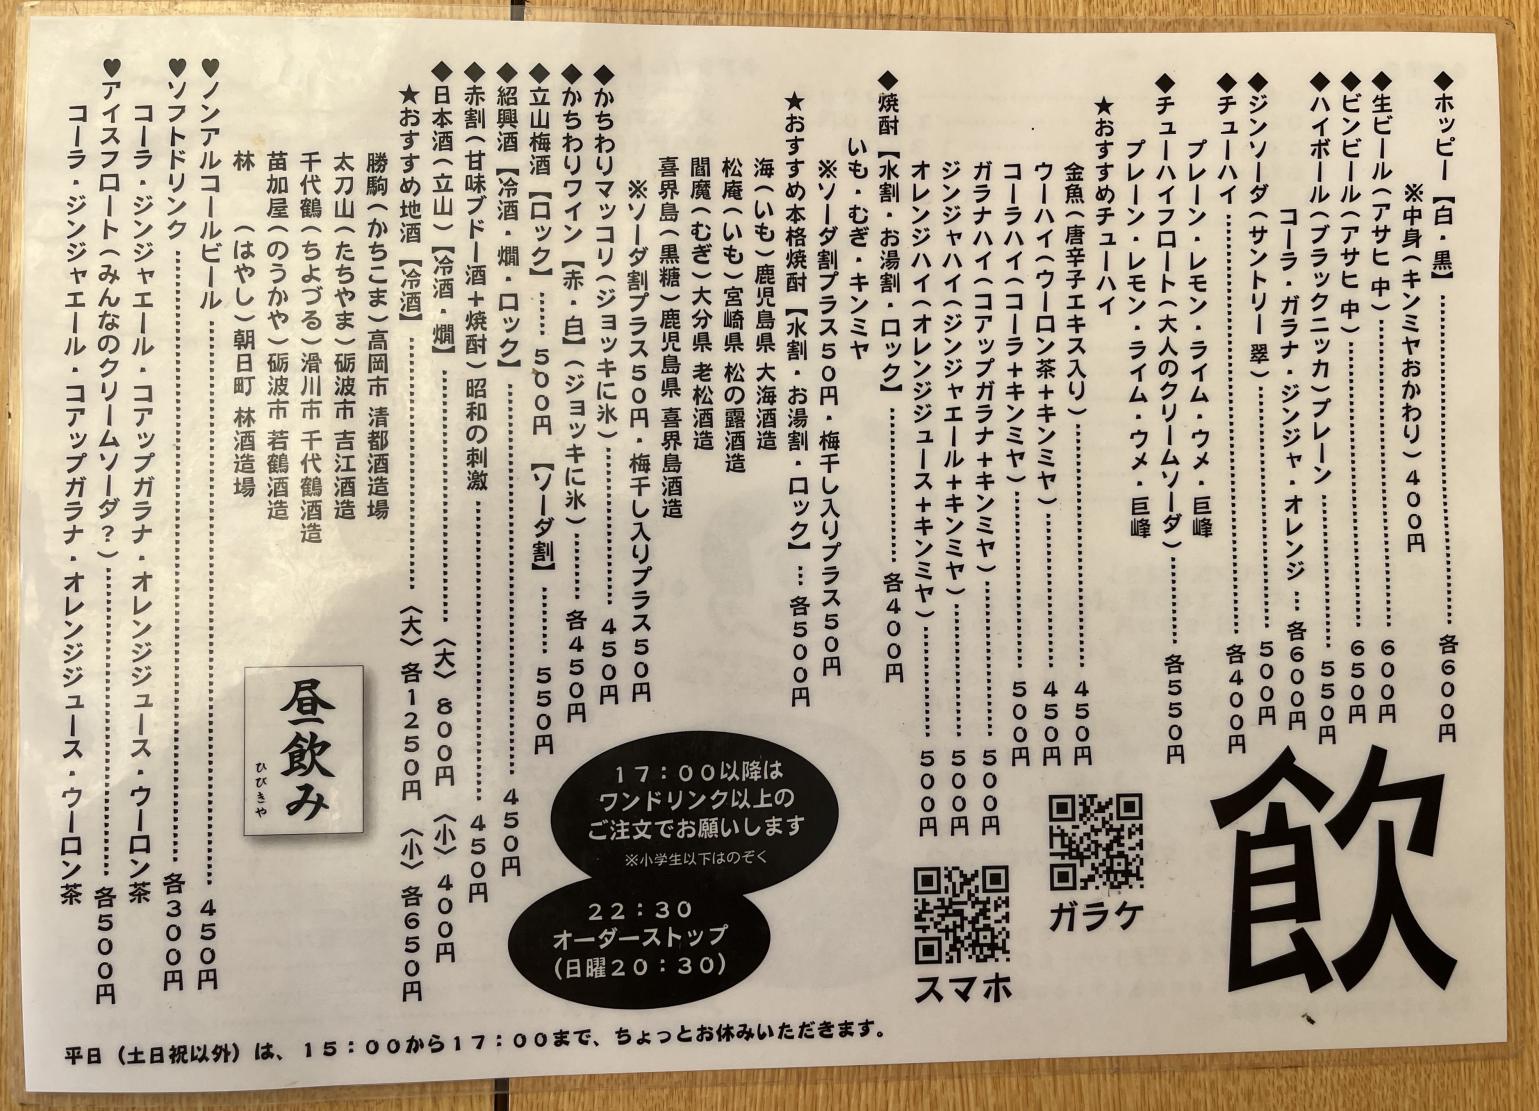 ◆ホッピー【白・黒】……………各600円
※中身(キンミヤおかわり)400円
◆生ビール(アサヒ 中)……………600円
◆ビンビール(アサヒ 中)……………650円
◆ハイボール(ブラックニッカ)プレーン……………550円
コーラ・ガラナ・ジンジャ・オレンジ…各600円
◆ジンソーダ(サントリー 翠)……………500円
◆チューハイ……………各400円
プレーン・レモン・ライム・ウメ・巨峰
◆チューハイフロート(大人のクリームソーダ)……各550円
プレーン・レモン・ライム・ウメ・巨峰
★おすすめチューハイ
金魚(唐辛子エキス入り)……………450円
ウーハイ(ウーロン茶+キンミヤ)……………450円
コーラハイ(コーラ+キンミヤ)……………500円
ガラナハイ(コアップガラナ+キンミヤ)……………500円
ジンジャハイ(ジンジャエール+キンミヤ)……………500円
オレンジハイ(オレンジジュース+キンミヤ)……………500円
◆焼酎【水割・お湯割・ロック】……………各400円
いも・むぎ・キンミヤ
※ソーダ割プラス50円・梅干し入りプラス50円
★おすすめ本格焼酎【水割・お湯割・ロック】…各500円
海(いも)鹿児島県 大海酒造
松庵(いも)宮崎県 松の露酒造
閻魔(むぎ)大分県 老松酒造
喜界島(黒糖)鹿児島県 喜界島酒造
※ソーダ割プラス50円・梅干し入りプラス50円
◆かちわりマッコリ(ジョッキに氷)……………450円
◆かちわりワイン【赤・白】(ジョッキに氷)……各450円
◆立山梅酒【ロック】……500円 【ソーダ割】……550円
◆紹興酒【冷酒・燗・ロック】……………450円
◆赤割(甘味ブドー酒+焼酎)昭和の刺激……………450円
◆日本酒(立山)【冷酒・燗】……………〈大〉800円 〈小〉400円
★おすすめ地酒【冷酒】……………〈大〉各1250円 〈小〉各650円
勝駒(かちこま)高岡市 清都酒造場
太刀山(たちやま)砺波市 吉江酒造
千代鶴(ちよづる)滑川市 千代鶴酒造
苗加屋(のうかや)砺波市 若鶴酒造
林 (はやし)朝日町 林酒造場
♥ノンアルコールビール……………450円
♥ソフトドリンク……………各300円
コーラ・ジンジャエール・コアップガラナ・オレンジジュース・ウーロン茶
♥アイスフロート(みんなのクリームソーダ?)……………各500円
コーラ・ジンジャエール・コアップガラナ・オレンジジュース・ウーロン茶
飲
ガラケ
スマホ
17:00以降は
ワンドリンク以上の
ご注文でお願いします
※小学生以下はのぞく
22:30
オーダーストップ
(日曜20:30)
昼飲み
ひびきや
平日(土日祝以外)は、15:00から17:00まで、ちょっとお休みいただきます。